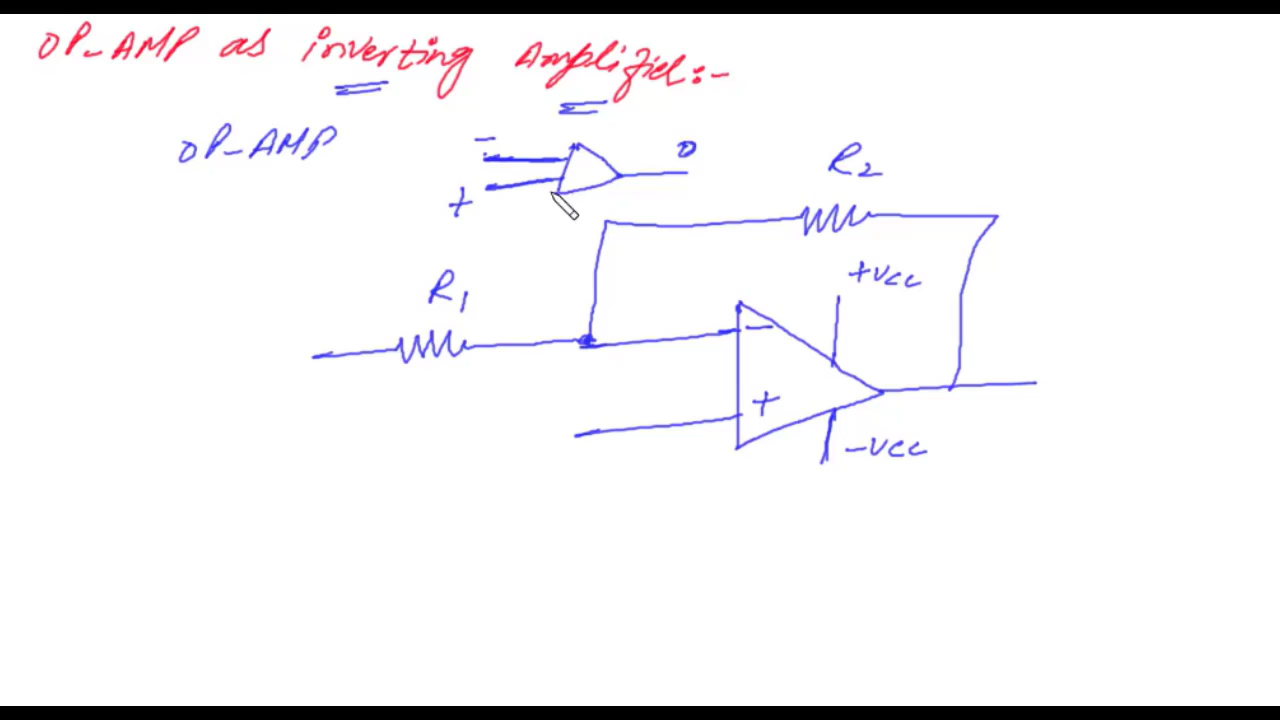 OP-AMP as inverting Amplifier:-
OP-AMP
-
+
O
R2
R1
+VCC
-
+
-VCC